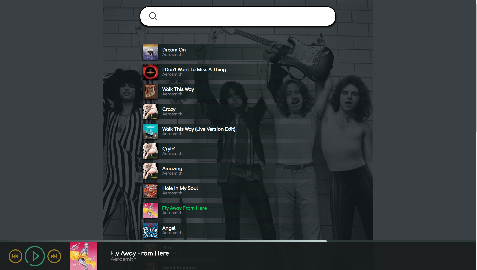 Dream On
Aerosmith
I Don't Want To Miss A Thing
Aerosmith
Walk This Way
Aerosmith
Crazy
Aerosmith
Walk This Way (Live Version Edit)
Aerosmith
Cryin'
Aerosmith
Amazing
Aerosmith
Hole In My Soul
Aerosmith
Fly Away From Here
Aerosmith
Angel
Aerosmith
Fly Away From Here
Aerosmith